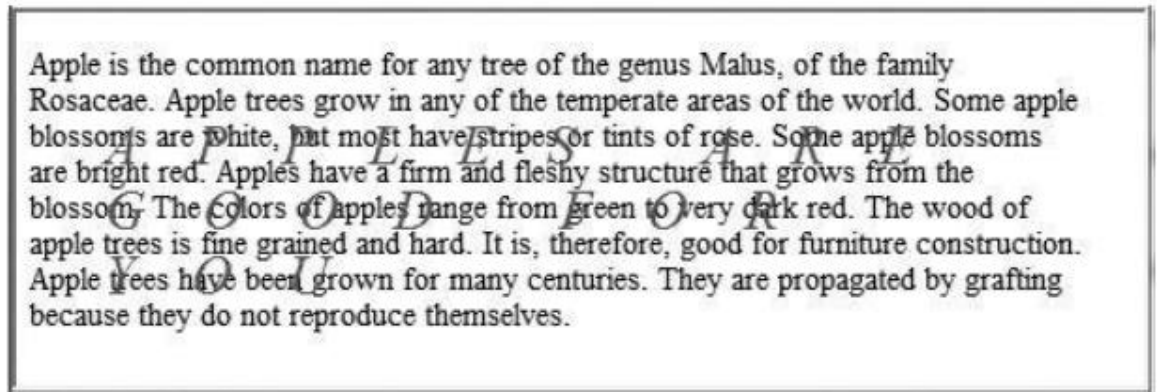 Apple is the common name for any tree of the genus Malus, of the family
Rosaceae. Apple trees grow in any of the temperate areas of the world. Some apple
blossoms are white, but most have stripes or tints of rose. Some apple blossoms
are bright red. Apples have a firm and fleshy structure that grows from the
blossom. The colors of apples range from green to very dark red. The wood of
apple trees is fine grained and hard. It is, therefore, good for furniture construction.
Apple trees have been grown for many centuries. They are propagated by grafting
because they do not reproduce themselves.
A P P L E S A R E
G O O D F O R
Y O U